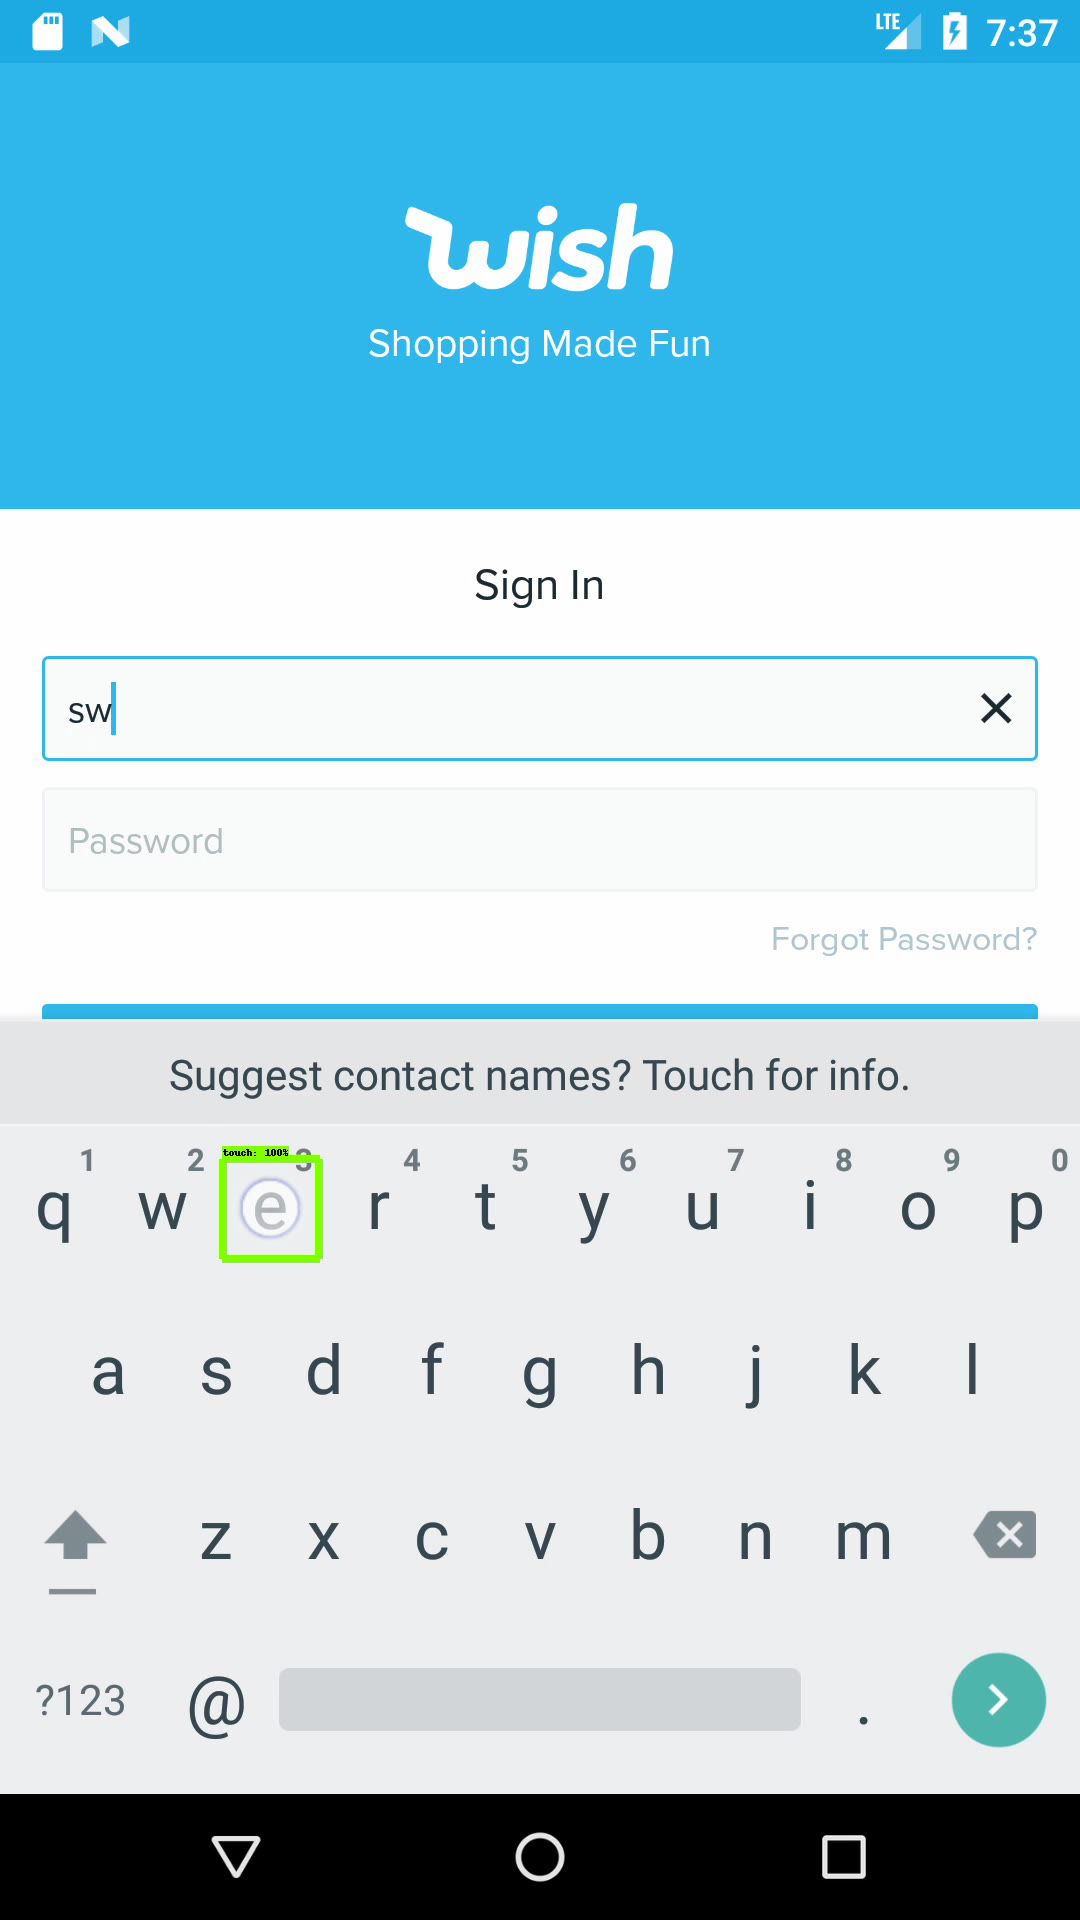 LTE 7:37
wish
Shopping Made Fun
Sign In
sw
Password
Forgot Password?
Suggest contact names? Touch for info.
touch: 100%
1 2 3 4 5 6 7 8 9 0
q w e r t y u i o p
a s d f g h j k l
z x c v b n m
?123 @ .